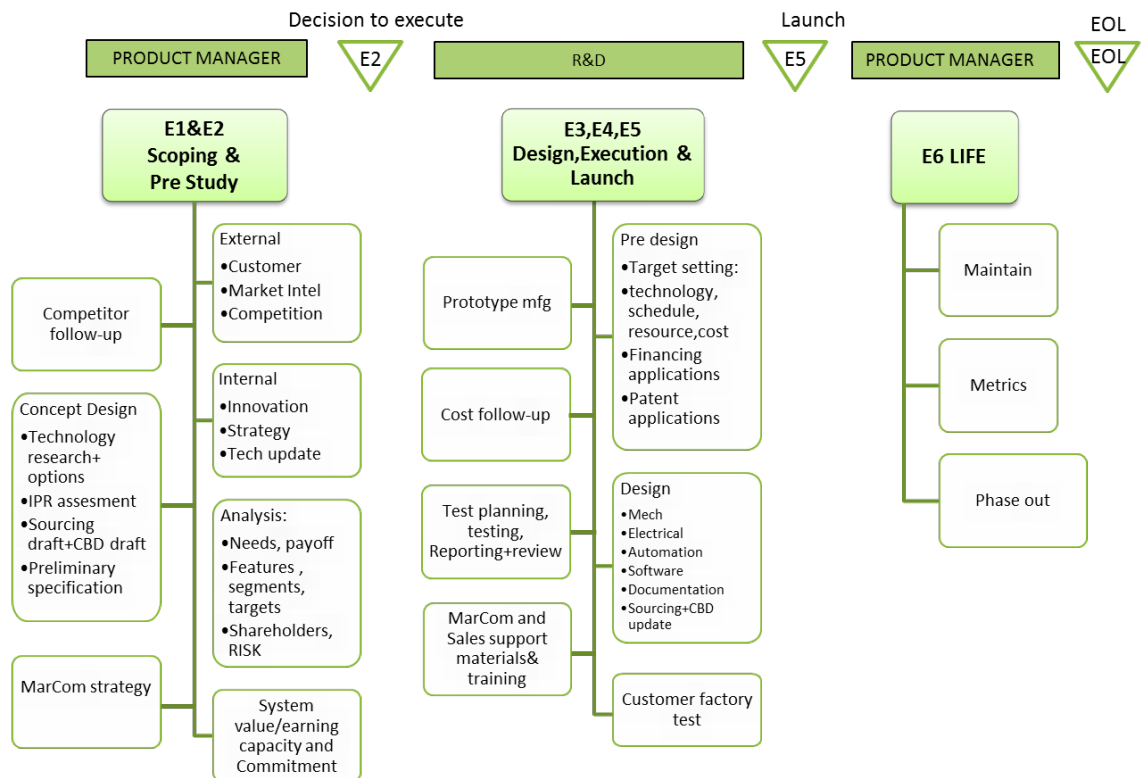 Decision to execute
Launch
EOL
PRODUCT MANAGER
E2
R&D
E5
PRODUCT MANAGER
EOL
E1&E2
Scoping &
Pre Study
E3,E4,E5
Design,Execution &
Launch
E6 LIFE
External
•Customer
•Market Intel
•Competition
Competitor
follow-up
Internal
•Innovation
•Strategy
•Tech update
Concept Design
•Technology
research+
options
•IPR assesment
•Sourcing
draft+CBD draft
•Preliminary
specification
Analysis:
•Needs, payoff
•Features ,
segments,
targets
•Shareholders,
RISK
MarCom strategy
System
value/earning
capacity and
Commitment
Pre design
•Target setting:
•technology,
schedule,
resource,cost
•Financing
applications
•Patent
applications
Prototype mfg
Cost follow-up
Design
•Mech
•Electrical
•Automation
•Software
•Documentation
•Sourcing+CBD
update
Test planning,
testing,
Reporting+review
MarCom and
Sales support
materials&
training
Customer factory
test
Maintain
Metrics
Phase out